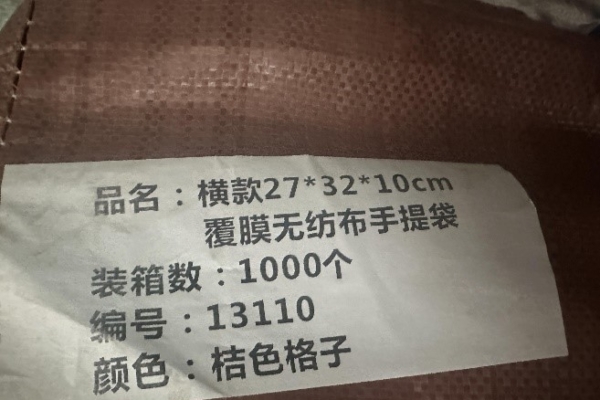 品名：横款27*32*10cm
覆膜无纺布手提袋
装箱数：1000个
编号：13110
颜色：桔色格子